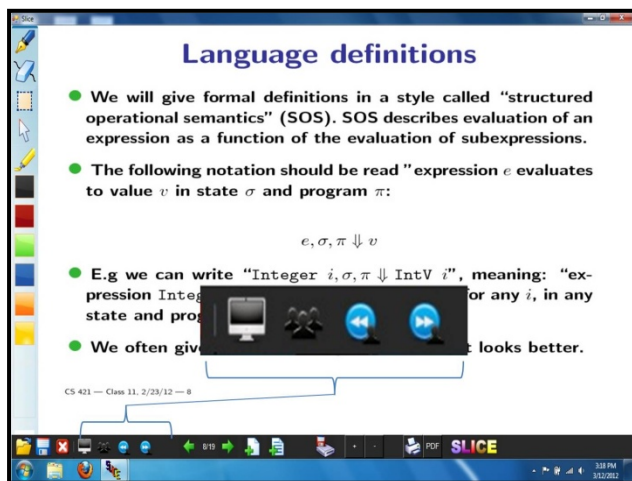 Slice
Language definitions
We will give formal definitions in a style called “structured
operational semantics” (SOS). SOS describes evaluation of an
expression as a function of the evaluation of subexpressions.
The following notation should be read ”expression e evaluates
to value v in state σ and program π:
e, σ, π ⇓ v
E.g we can write “Integer i, σ, π ⇓ IntV i”, meaning: “ex-
pression Integ for any i, in any
state and prog
We often give t looks better.
CS 421 — Class 11, 2/23/12 — 8
8/19
+
-
PDF
SLICE
3:18 PM
3/12/2012